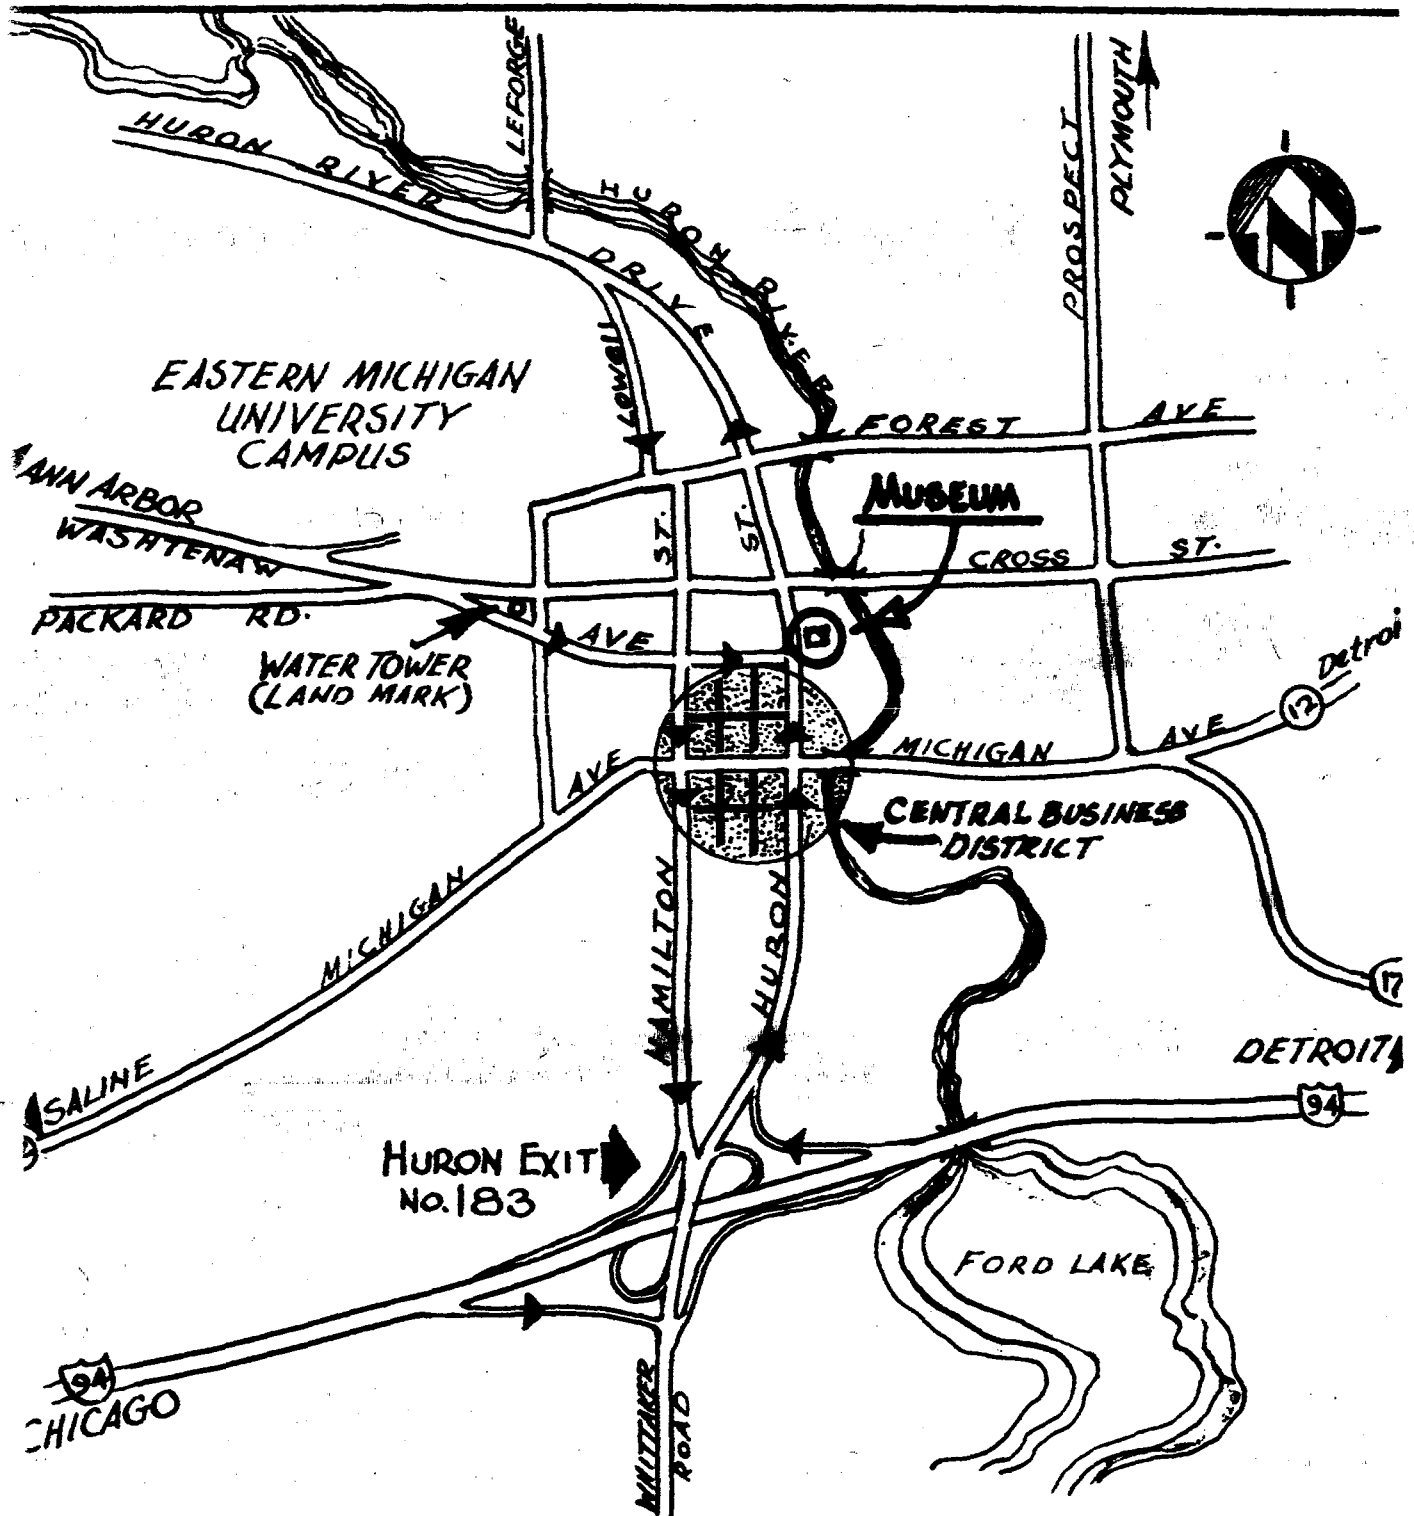 LEFORGE
PROSPECT
PLYMOUTH
HURON RIVER DRIVE
HURON RIVER
N
LOWELL
EASTERN MICHIGAN
UNIVERSITY
CAMPUS
FOREST AVE
ANN ARBOR
WASHTENAW AVE
MUSEUM
ST.
ST.
CROSS ST.
PACKARD RD.
WATER TOWER
(LAND MARK)
Detroi
12
MICHIGAN AVE
MICHIGAN AVE
CENTRAL BUSINESS
DISTRICT
HAMILTON
HURON
17
SALINE
DETROIT
94
HURON EXIT
NO. 183
FORD LAKE
94
CHICAGO
WHITTAKER
ROAD